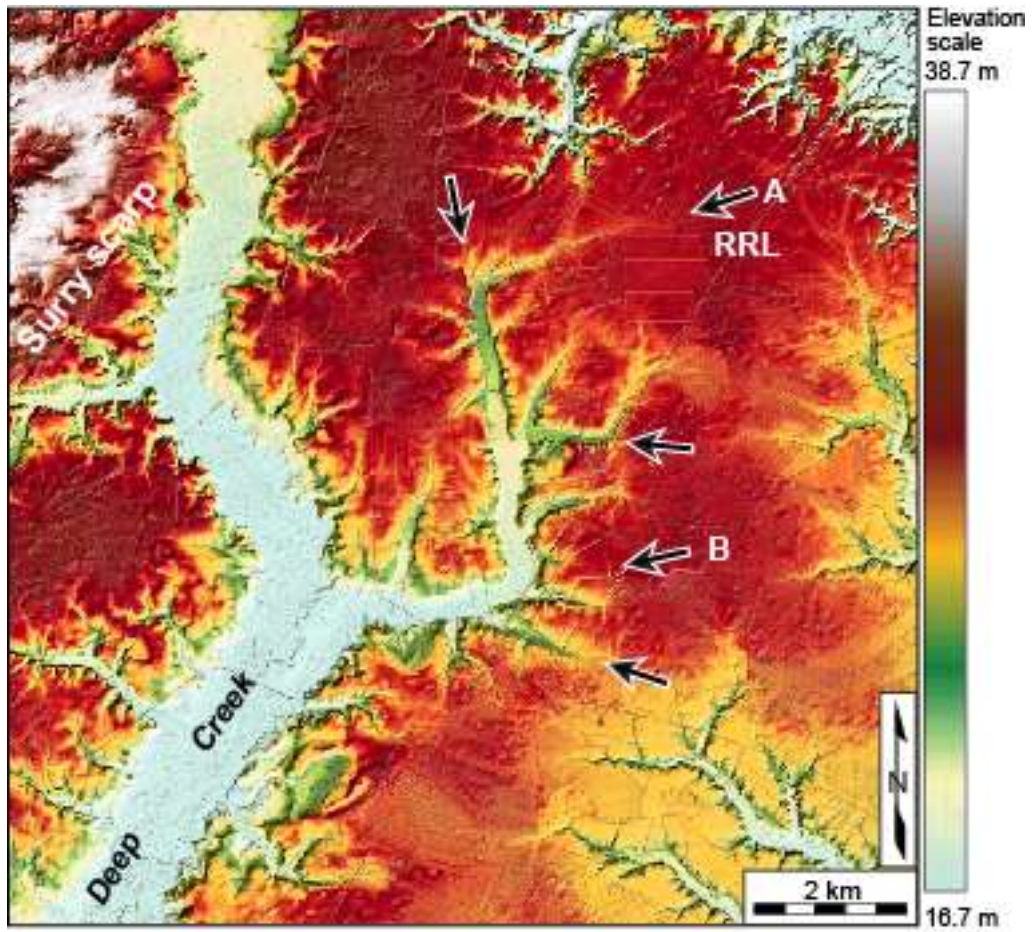 Elevation
scale
38.7 m
Surry scarp
A
RRL
B
Deep Creek
N
2 km
16.7 m